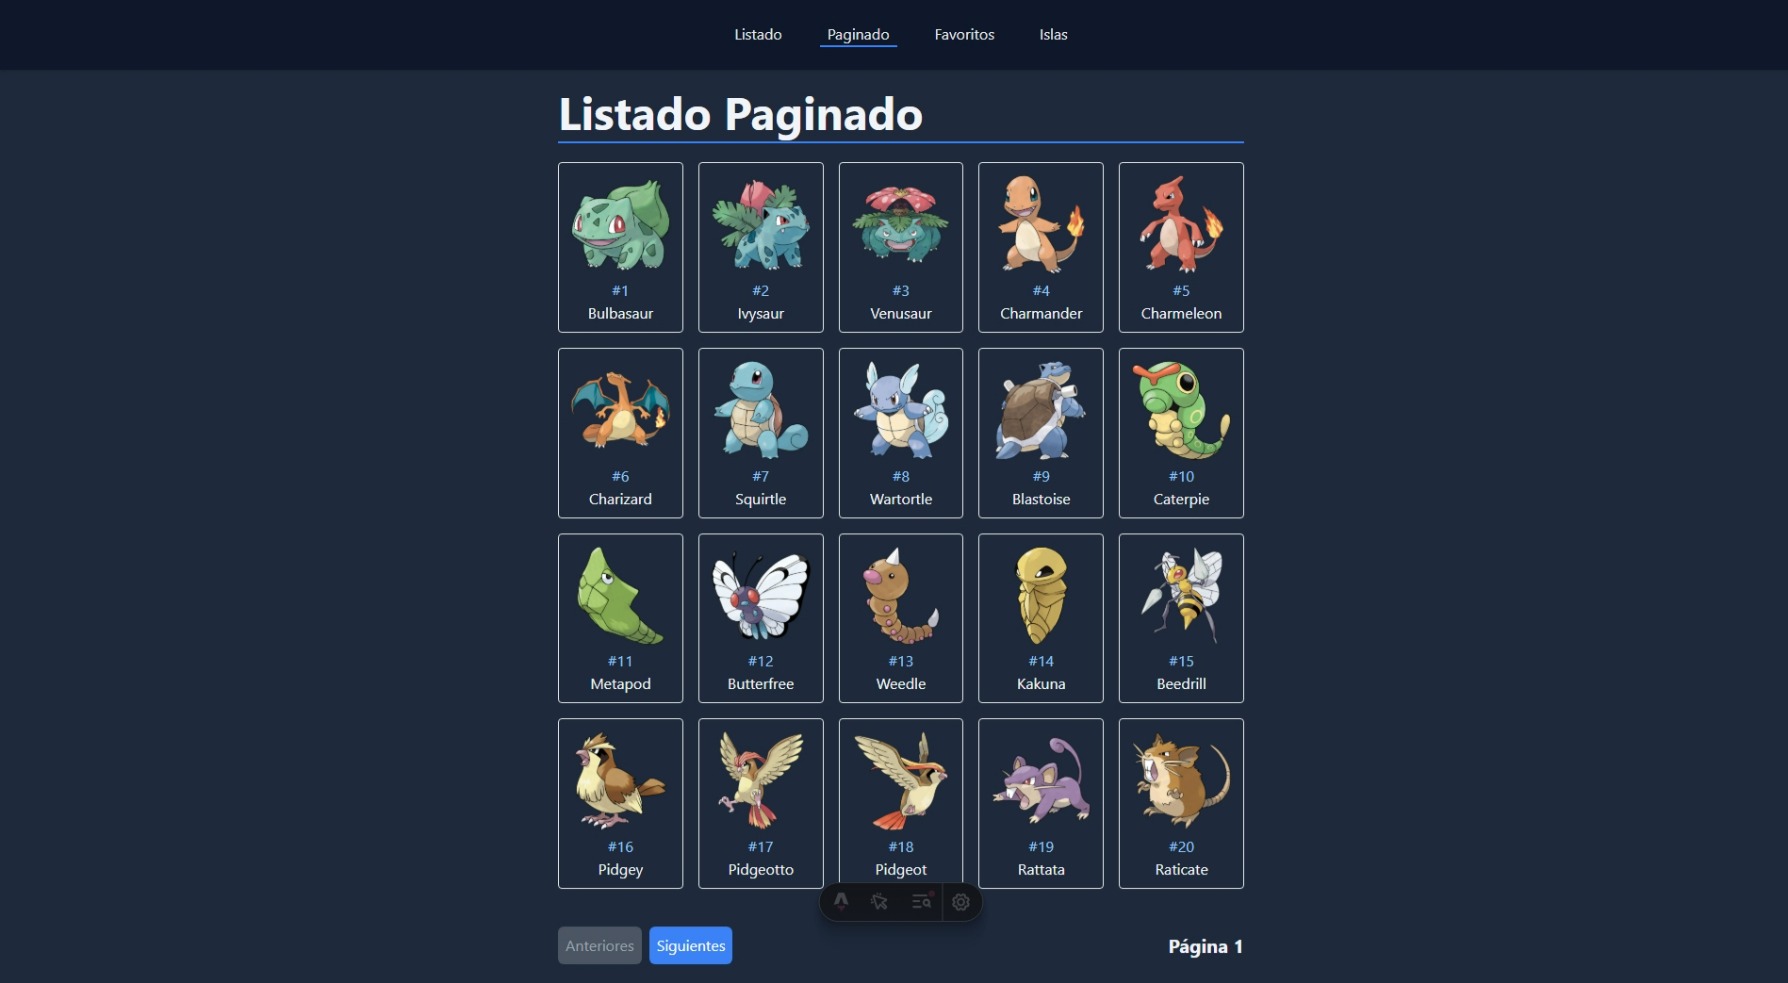 Listado Paginado Favoritos Islas
Listado Paginado
#1 #2 #3 #4 #5
Bulbasaur Ivysaur Venusaur Charmander Charmeleon
#6 #7 #8 #9 #10
Charizard Squirtle Wartortle Blastoise Caterpie
#11 #12 #13 #14 #15
Metapod Butterfree Weedle Kakuna Beedrill
#16 #17 #18 #19 #20
Pidgey Pidgeotto Pidgeot Rattata Raticate
Anteriores Siguientes Página 1